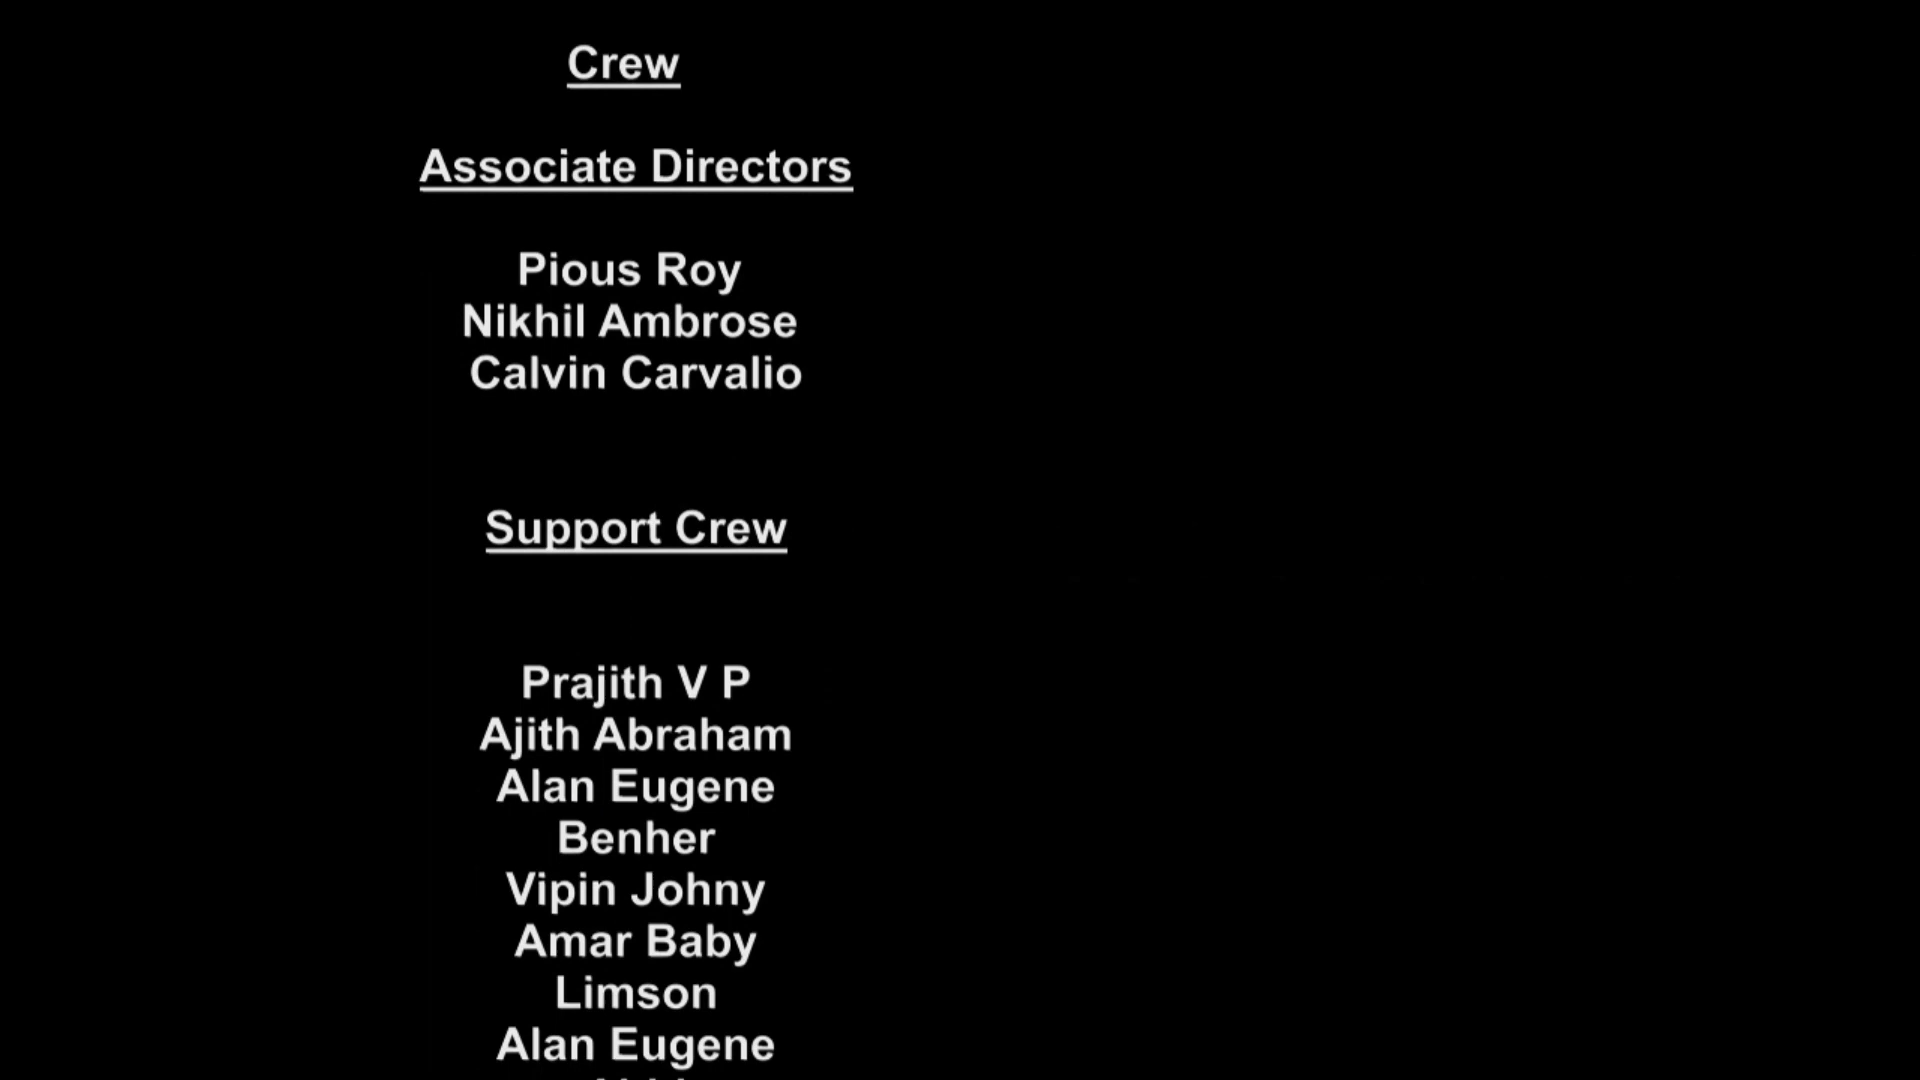 Crew
Associate Directors
Pious Roy
Nikhil Ambrose
Calvin Carvalio
Support Crew
Prajith V P
Ajith Abraham
Alan Eugene
Benher
Vipin Johny
Amar Baby
Limson
Alan Eugene